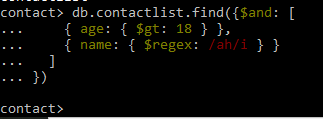 contact> db.contactlist.find({$and: [
...     { age: { $gt: 18 } },
...     { name: { $regex: /ah/i } }
...   ]
... })
contact>